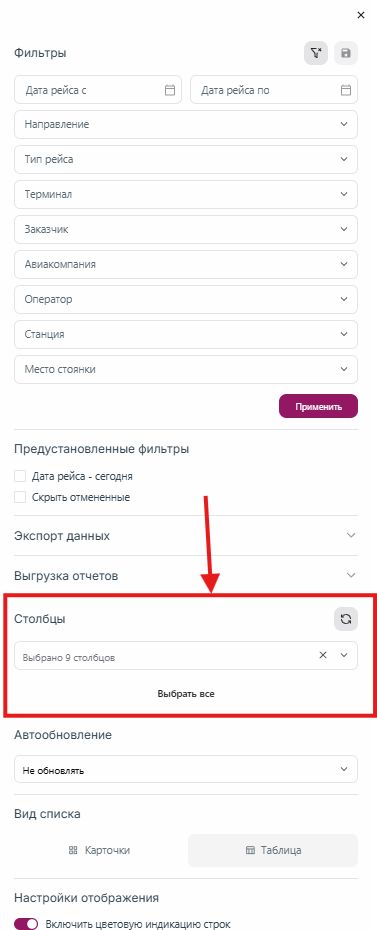 Фильтры
Дата рейса с
Дата рейса по
Направление
Тип рейса
Терминал
Заказчик
Авиакомпания
Оператор
Станция
Место стоянки
Применить
Предустановленные фильтры
Дата рейса - сегодня
Скрыть отмененные
Экспорт данных
Выгрузка отчетов
Столбцы
Выбрано 9 столбцов
Выбрать все
Автообновление
Не обновлять
Вид списка
Карточки
Таблица
Настройки отображения
Включить цветовую индикацию строк